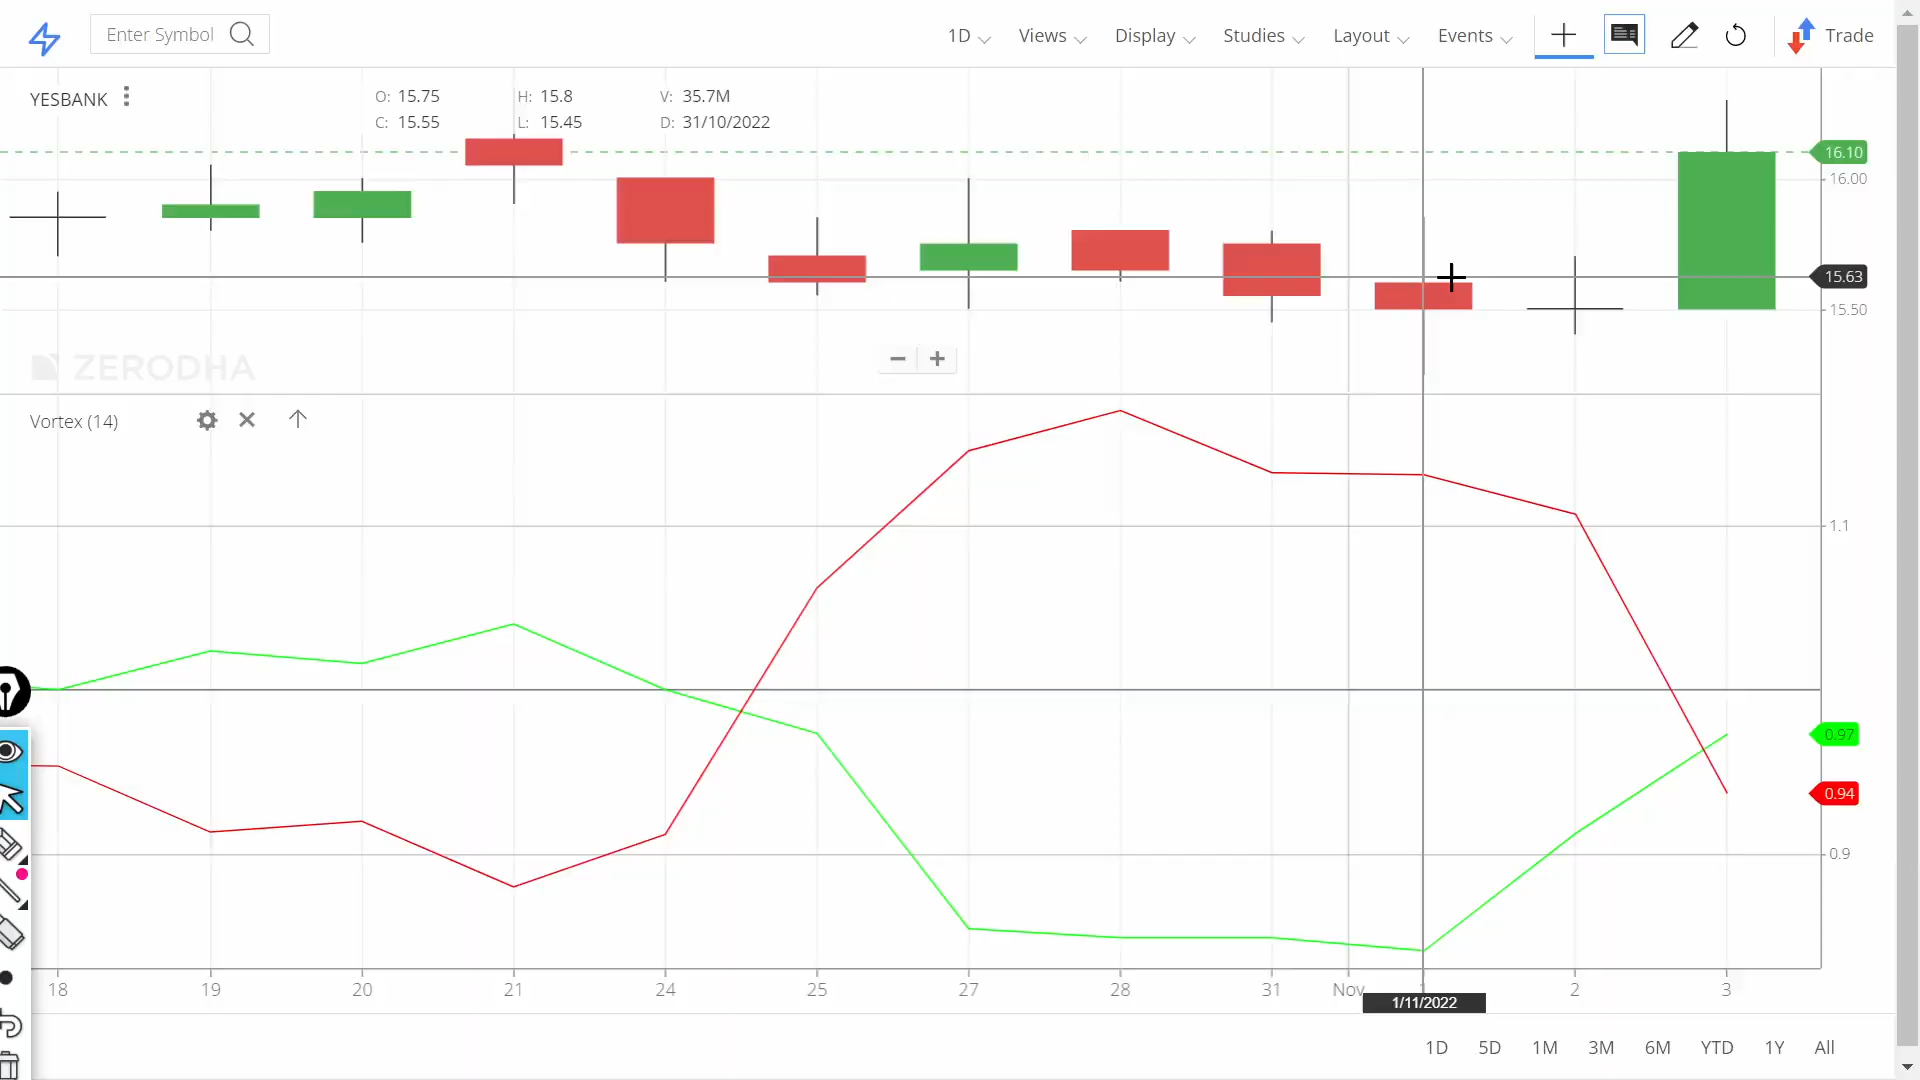 Enter Symbol
1D Views Display Studies Layout Events Trade
YESBANK
O: 15.75 H: 15.8 V: 35.7M
C: 15.55 L: 15.45 D: 31/10/2022
16.10
16.00
15.63
15.50
ZERODHA
Vortex (14)
1.1
0.97
0.94
0.9
18 19 20 21 24 25 27 28 31 Nov 1 2 3
1/11/2022
1D 5D 1M 3M 6M YTD 1Y All